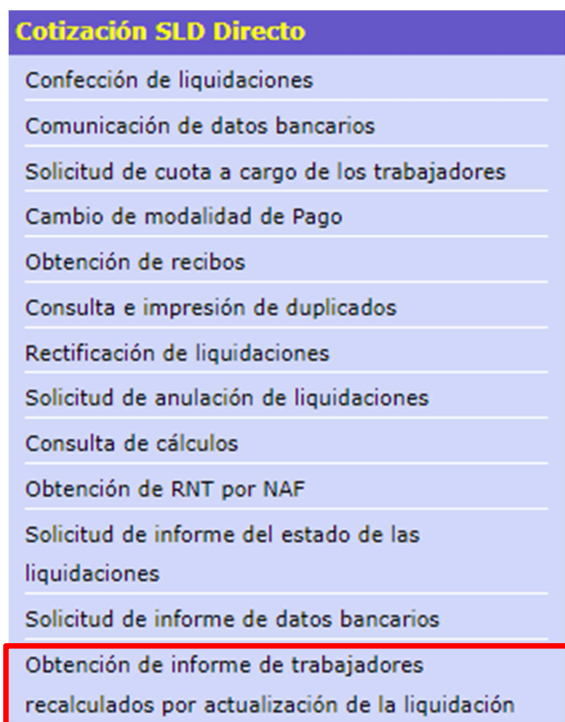 Cotización SLD Directo
Confección de liquidaciones
Comunicación de datos bancarios
Solicitud de cuota a cargo de los trabajadores
Cambio de modalidad de Pago
Obtención de recibos
Consulta e impresión de duplicados
Rectificación de liquidaciones
Solicitud de anulación de liquidaciones
Consulta de cálculos
Obtención de RNT por NAF
Solicitud de informe del estado de las
liquidaciones
Solicitud de informe de datos bancarios
Obtención de informe de trabajadores
recalculados por actualización de la liquidación